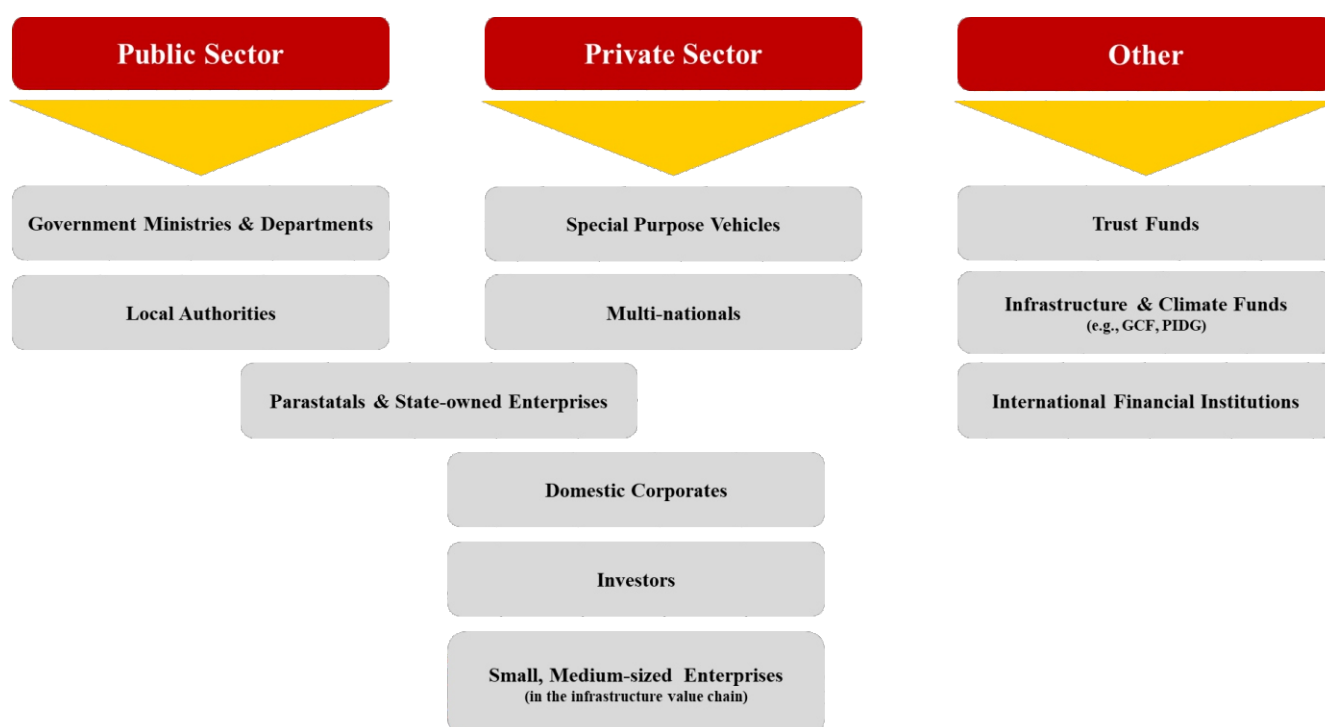 Public Sector
Private Sector
Other
Government Ministries & Departments
Special Purpose Vehicles
Trust Funds
Local Authorities
Multi-nationals
Infrastructure & Climate Funds
(e.g., GCF, PIDG)
Parastatals & State-owned Enterprises
International Financial Institutions
Domestic Corporates
Investors
Small, Medium-sized Enterprises
(in the infrastructure value chain)